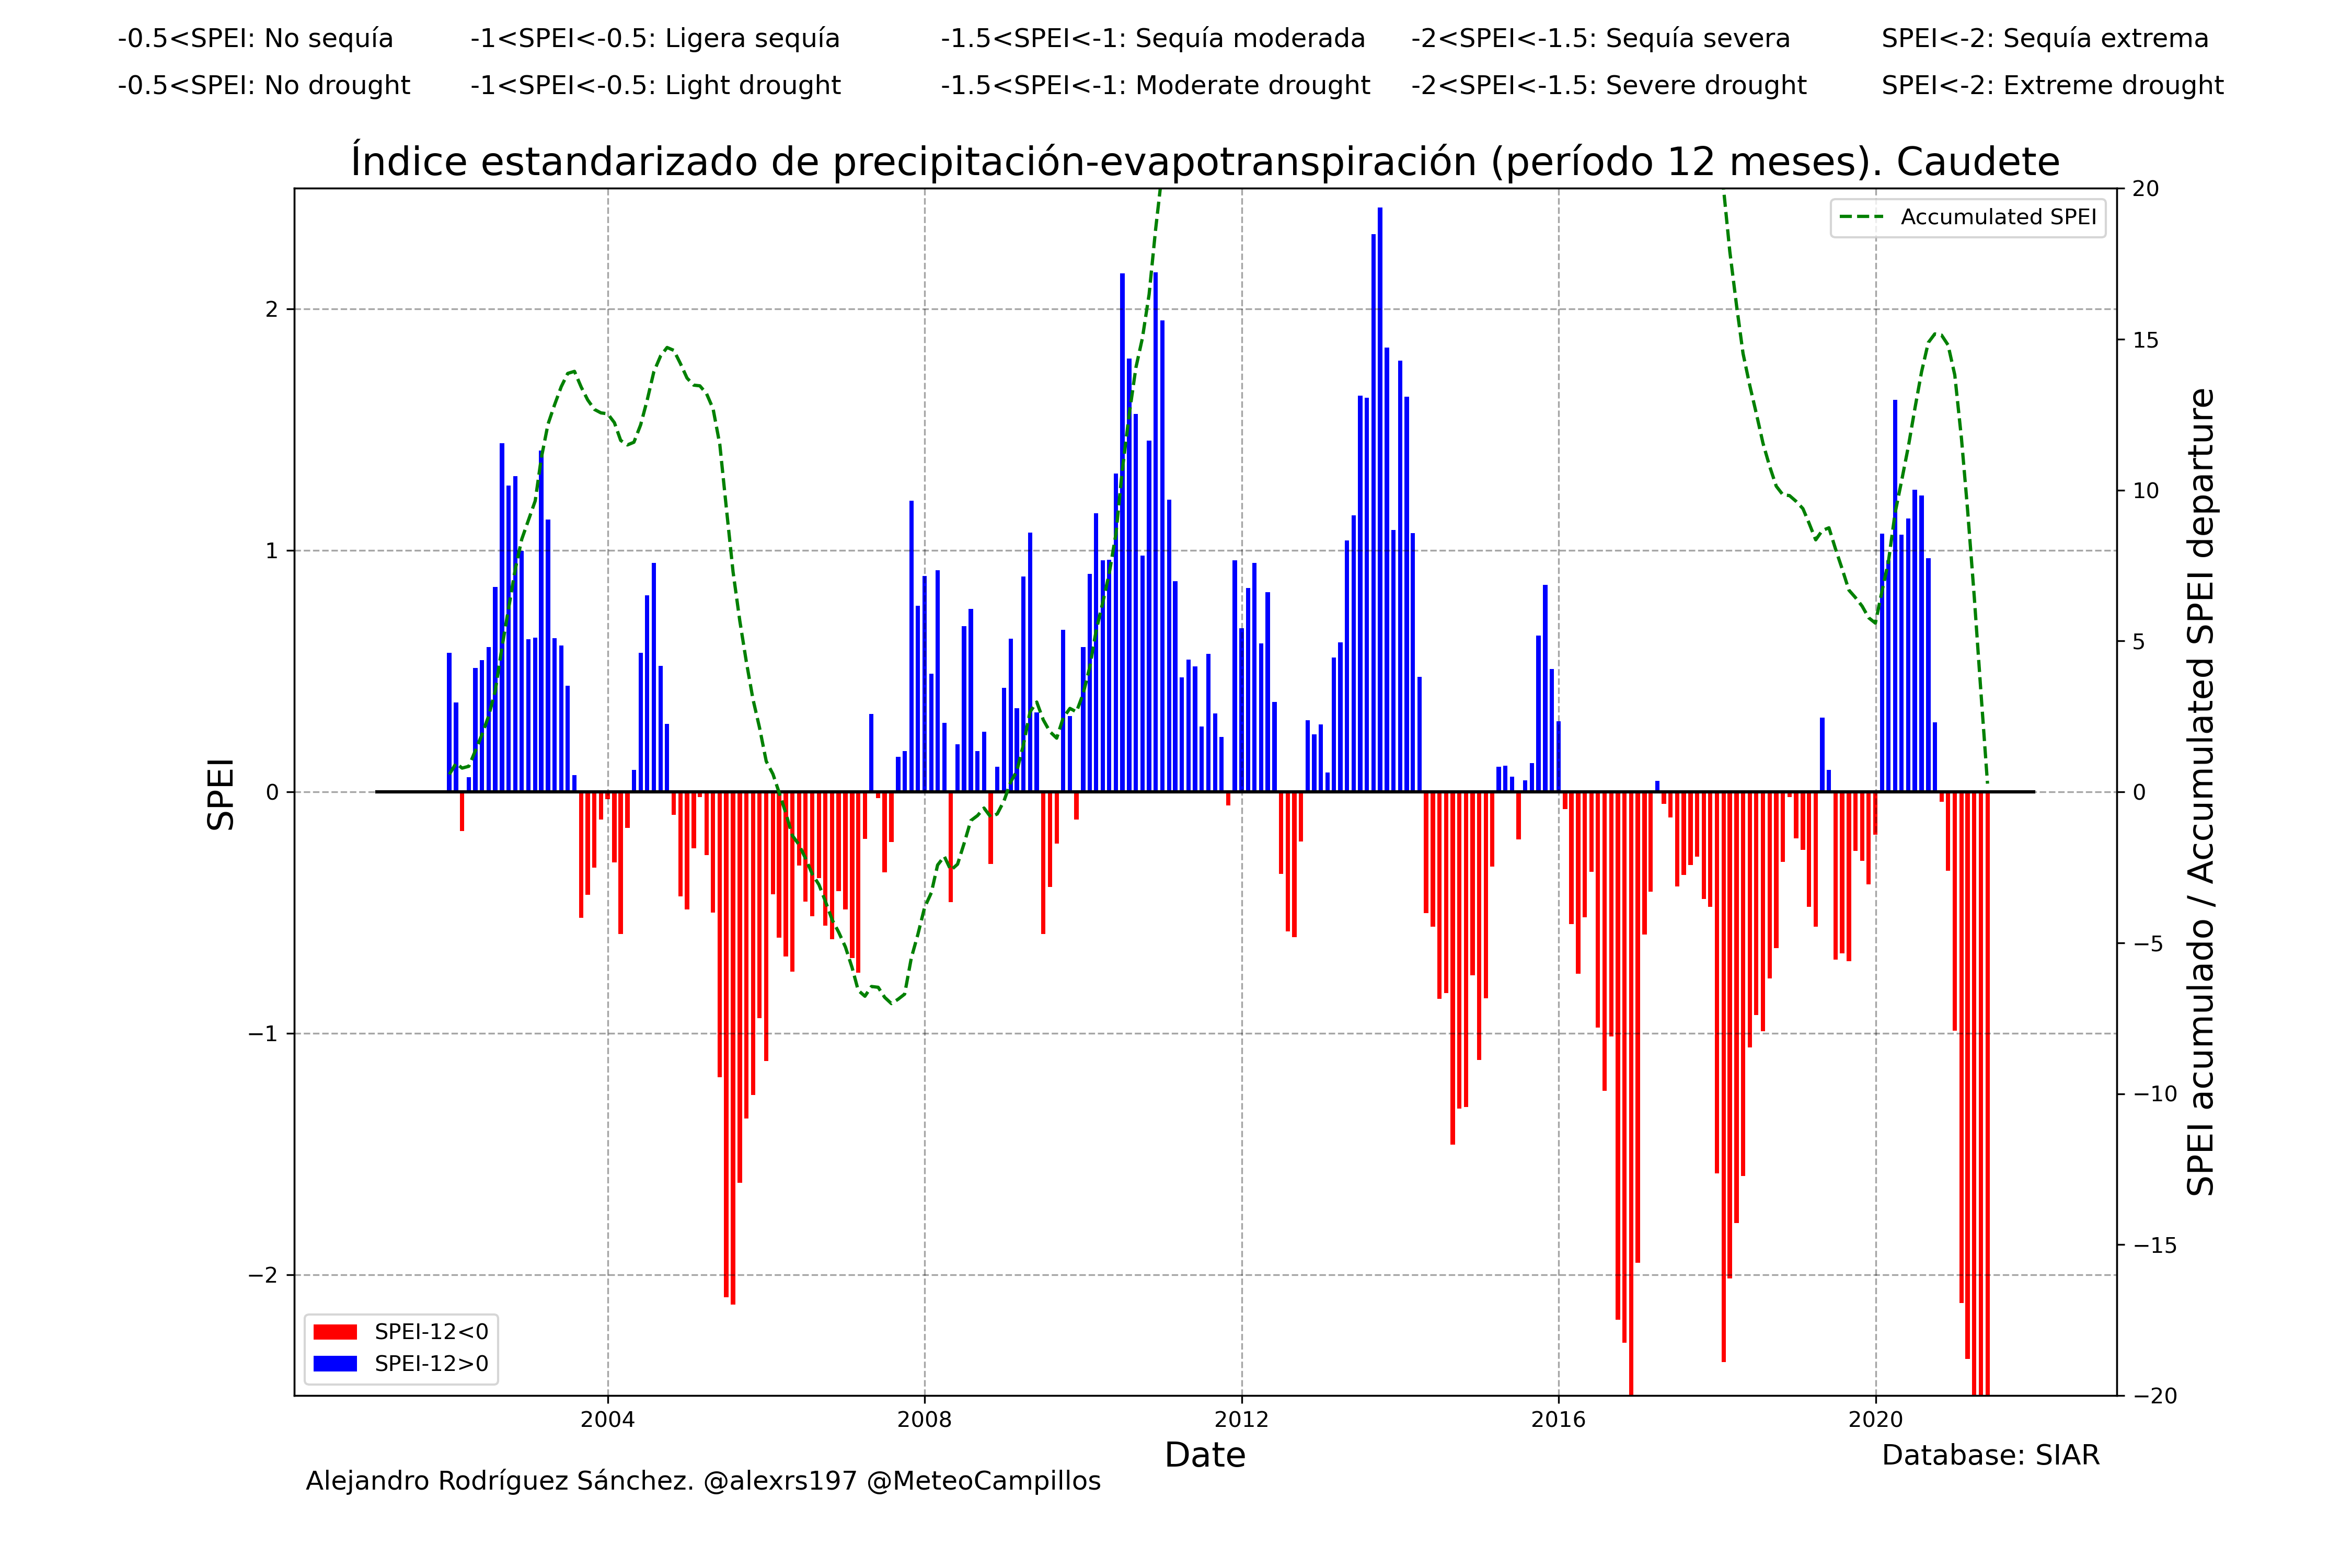 -0.5<SPEI: No sequía -1<SPEI<-0.5: Ligera sequía -1.5<SPEI<-1: Sequía moderada -2<SPEI<-1.5: Sequía severa SPEI<-2: Sequía extrema
-0.5<SPEI: No drought -1<SPEI<-0.5: Light drought -1.5<SPEI<-1: Moderate drought -2<SPEI<-1.5: Severe drought SPEI<-2: Extreme drought
Índice estandarizado de precipitación-evapotranspiración (período 12 meses). Caudete
Accumulated SPEI
SPEI
2
1
0
−1
−2
20
15
10
5
0
−5
−10
−15
−20
SPEI acumulado / Accumulated SPEI departure
SPEI-12<0
SPEI-12>0
2004 2008 2012 2016 2020
Date
Database: SIAR
Alejandro Rodríguez Sánchez. @alexrs197 @MeteoCampillos